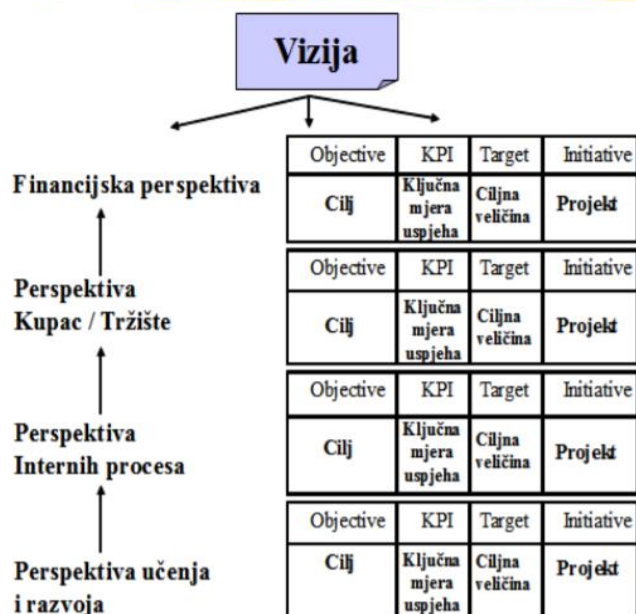 Vizija
Objective KPI Target Initiative
Financijska perspektiva
Cilj Ključna mjera uspjeha Ciljna veličina Projekt
Objective KPI Target Initiative
Perspektiva
Kupac / Tržište
Cilj Ključna mjera uspjeha Ciljna veličina Projekt
Objective KPI Target Initiative
Perspektiva
Internih procesa
Cilj Ključna mjera uspjeha Ciljna veličina Projekt
Objective KPI Target Initiative
Perspektiva učenja
i razvoja
Cilj Ključna mjera uspjeha Ciljna veličina Projekt